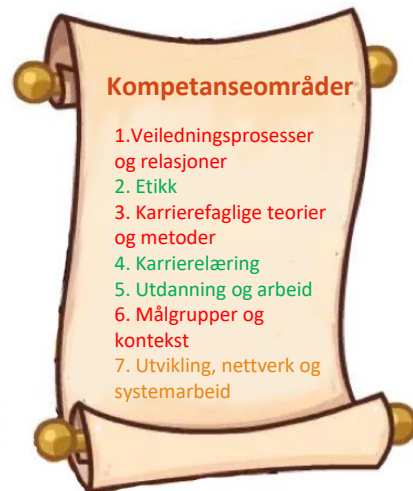 Kompetanseområder
1.Veiledningsprosesser
og relasjoner
2. Etikk
3. Karrierefaglige teorier
og metoder
4. Karrierelæring
5. Utdanning og arbeid
6. Målgrupper og
kontekst
7. Utvikling, nettverk og
systemarbeid